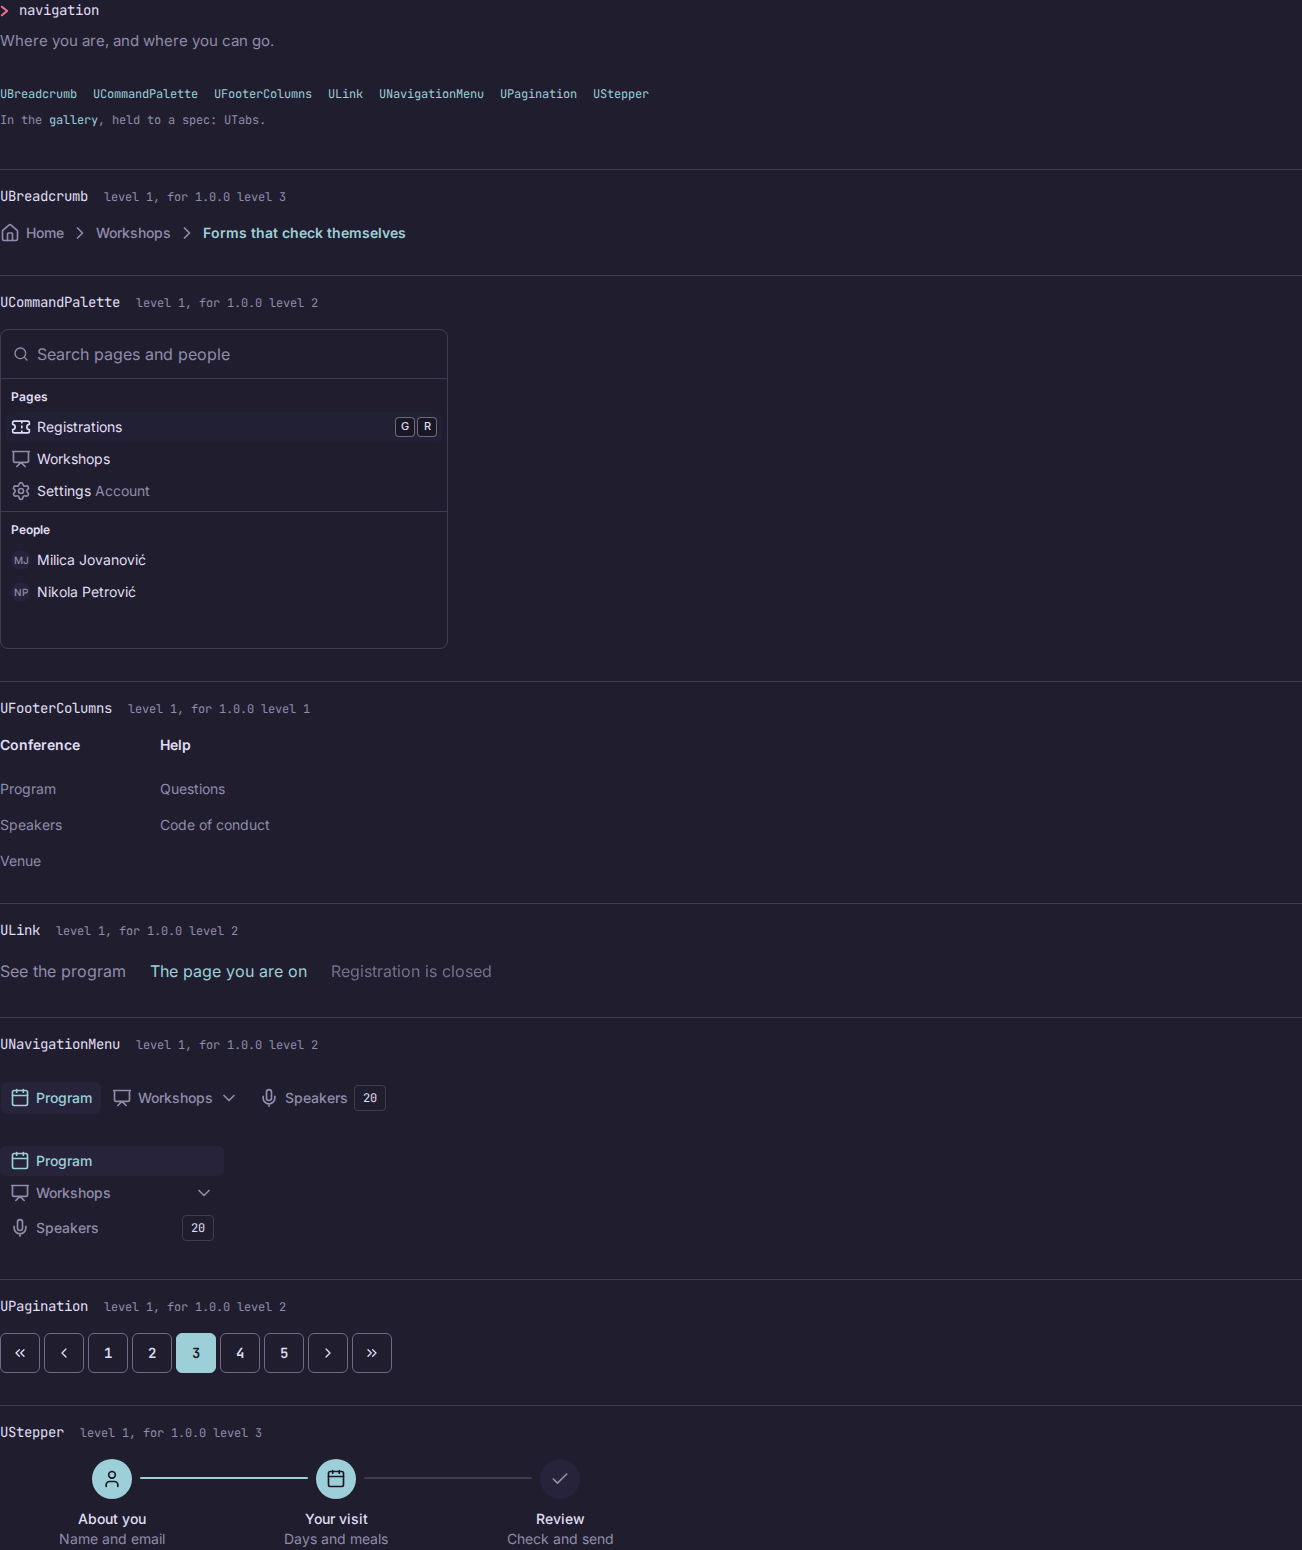 navigation
Where you are, and where you can go.
UBreadcrumb UCommandPalette UFooterColumns ULink UNavigationMenu UPagination UStepper
In the gallery, held to a spec: UTabs.
UBreadcrumb level 1, for 1.0.0 level 3
Home Workshops Forms that check themselves
UCommandPalette level 1, for 1.0.0 level 2
Search pages and people
Pages
Registrations G R
Workshops
Settings Account
People
MJ Milica Jovanović
NP Nikola Petrović
UFooterColumns level 1, for 1.0.0 level 1
Conference Help
Program Questions
Speakers Code of conduct
Venue
ULink level 1, for 1.0.0 level 2
See the program The page you are on Registration is closed
UNavigationMenu level 1, for 1.0.0 level 2
Program Workshops Speakers 20
Program
Workshops
Speakers 20
UPagination level 1, for 1.0.0 level 2
1 2 3 4 5
UStepper level 1, for 1.0.0 level 3
About you Your visit Review
Name and email Days and meals Check and send